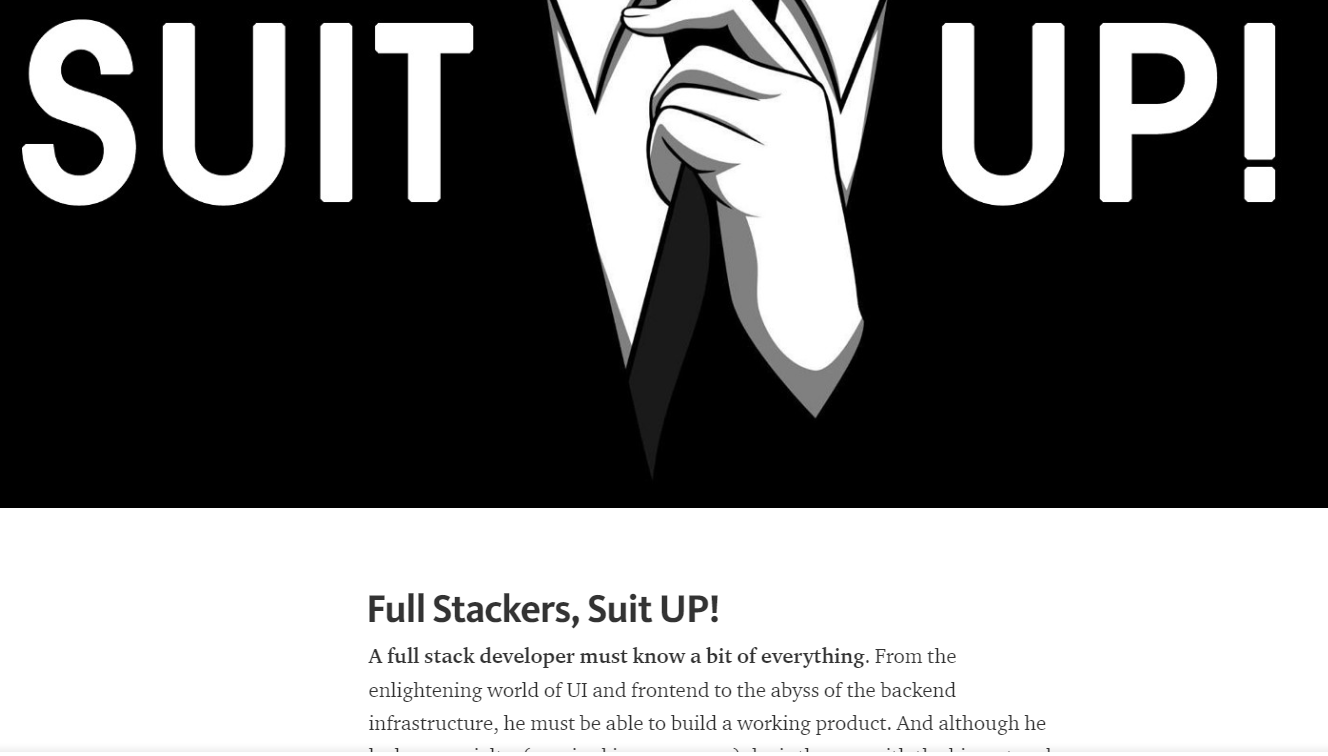 SUIT UP!
Full Stackers, Suit UP!
A full stack developer must know a bit of everything. From the
enlightening world of UI and frontend to the abyss of the backend
infrastructure, he must be able to build a working product. And although he